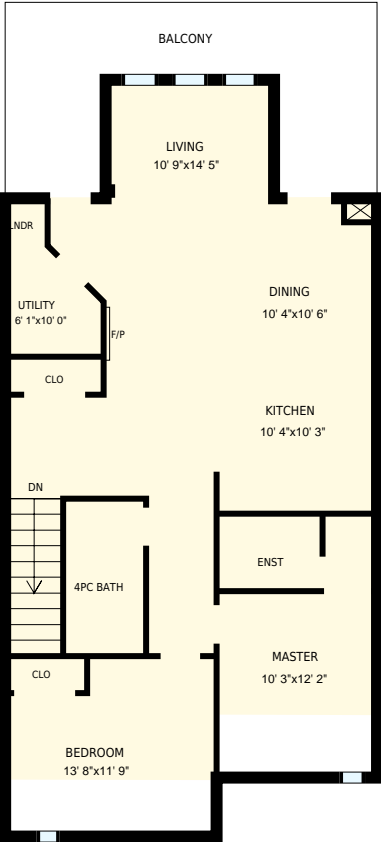 BALCONY
LIVING
10' 9"x14' 5"
LNDR
UTILITY
6' 1"x10' 0"
DINING
10' 4"x10' 6"
F/P
CLO
KITCHEN
10' 4"x10' 3"
DN
4PC BATH
ENST
MASTER
10' 3"x12' 2"
CLO
BEDROOM
13' 8"x11' 9"